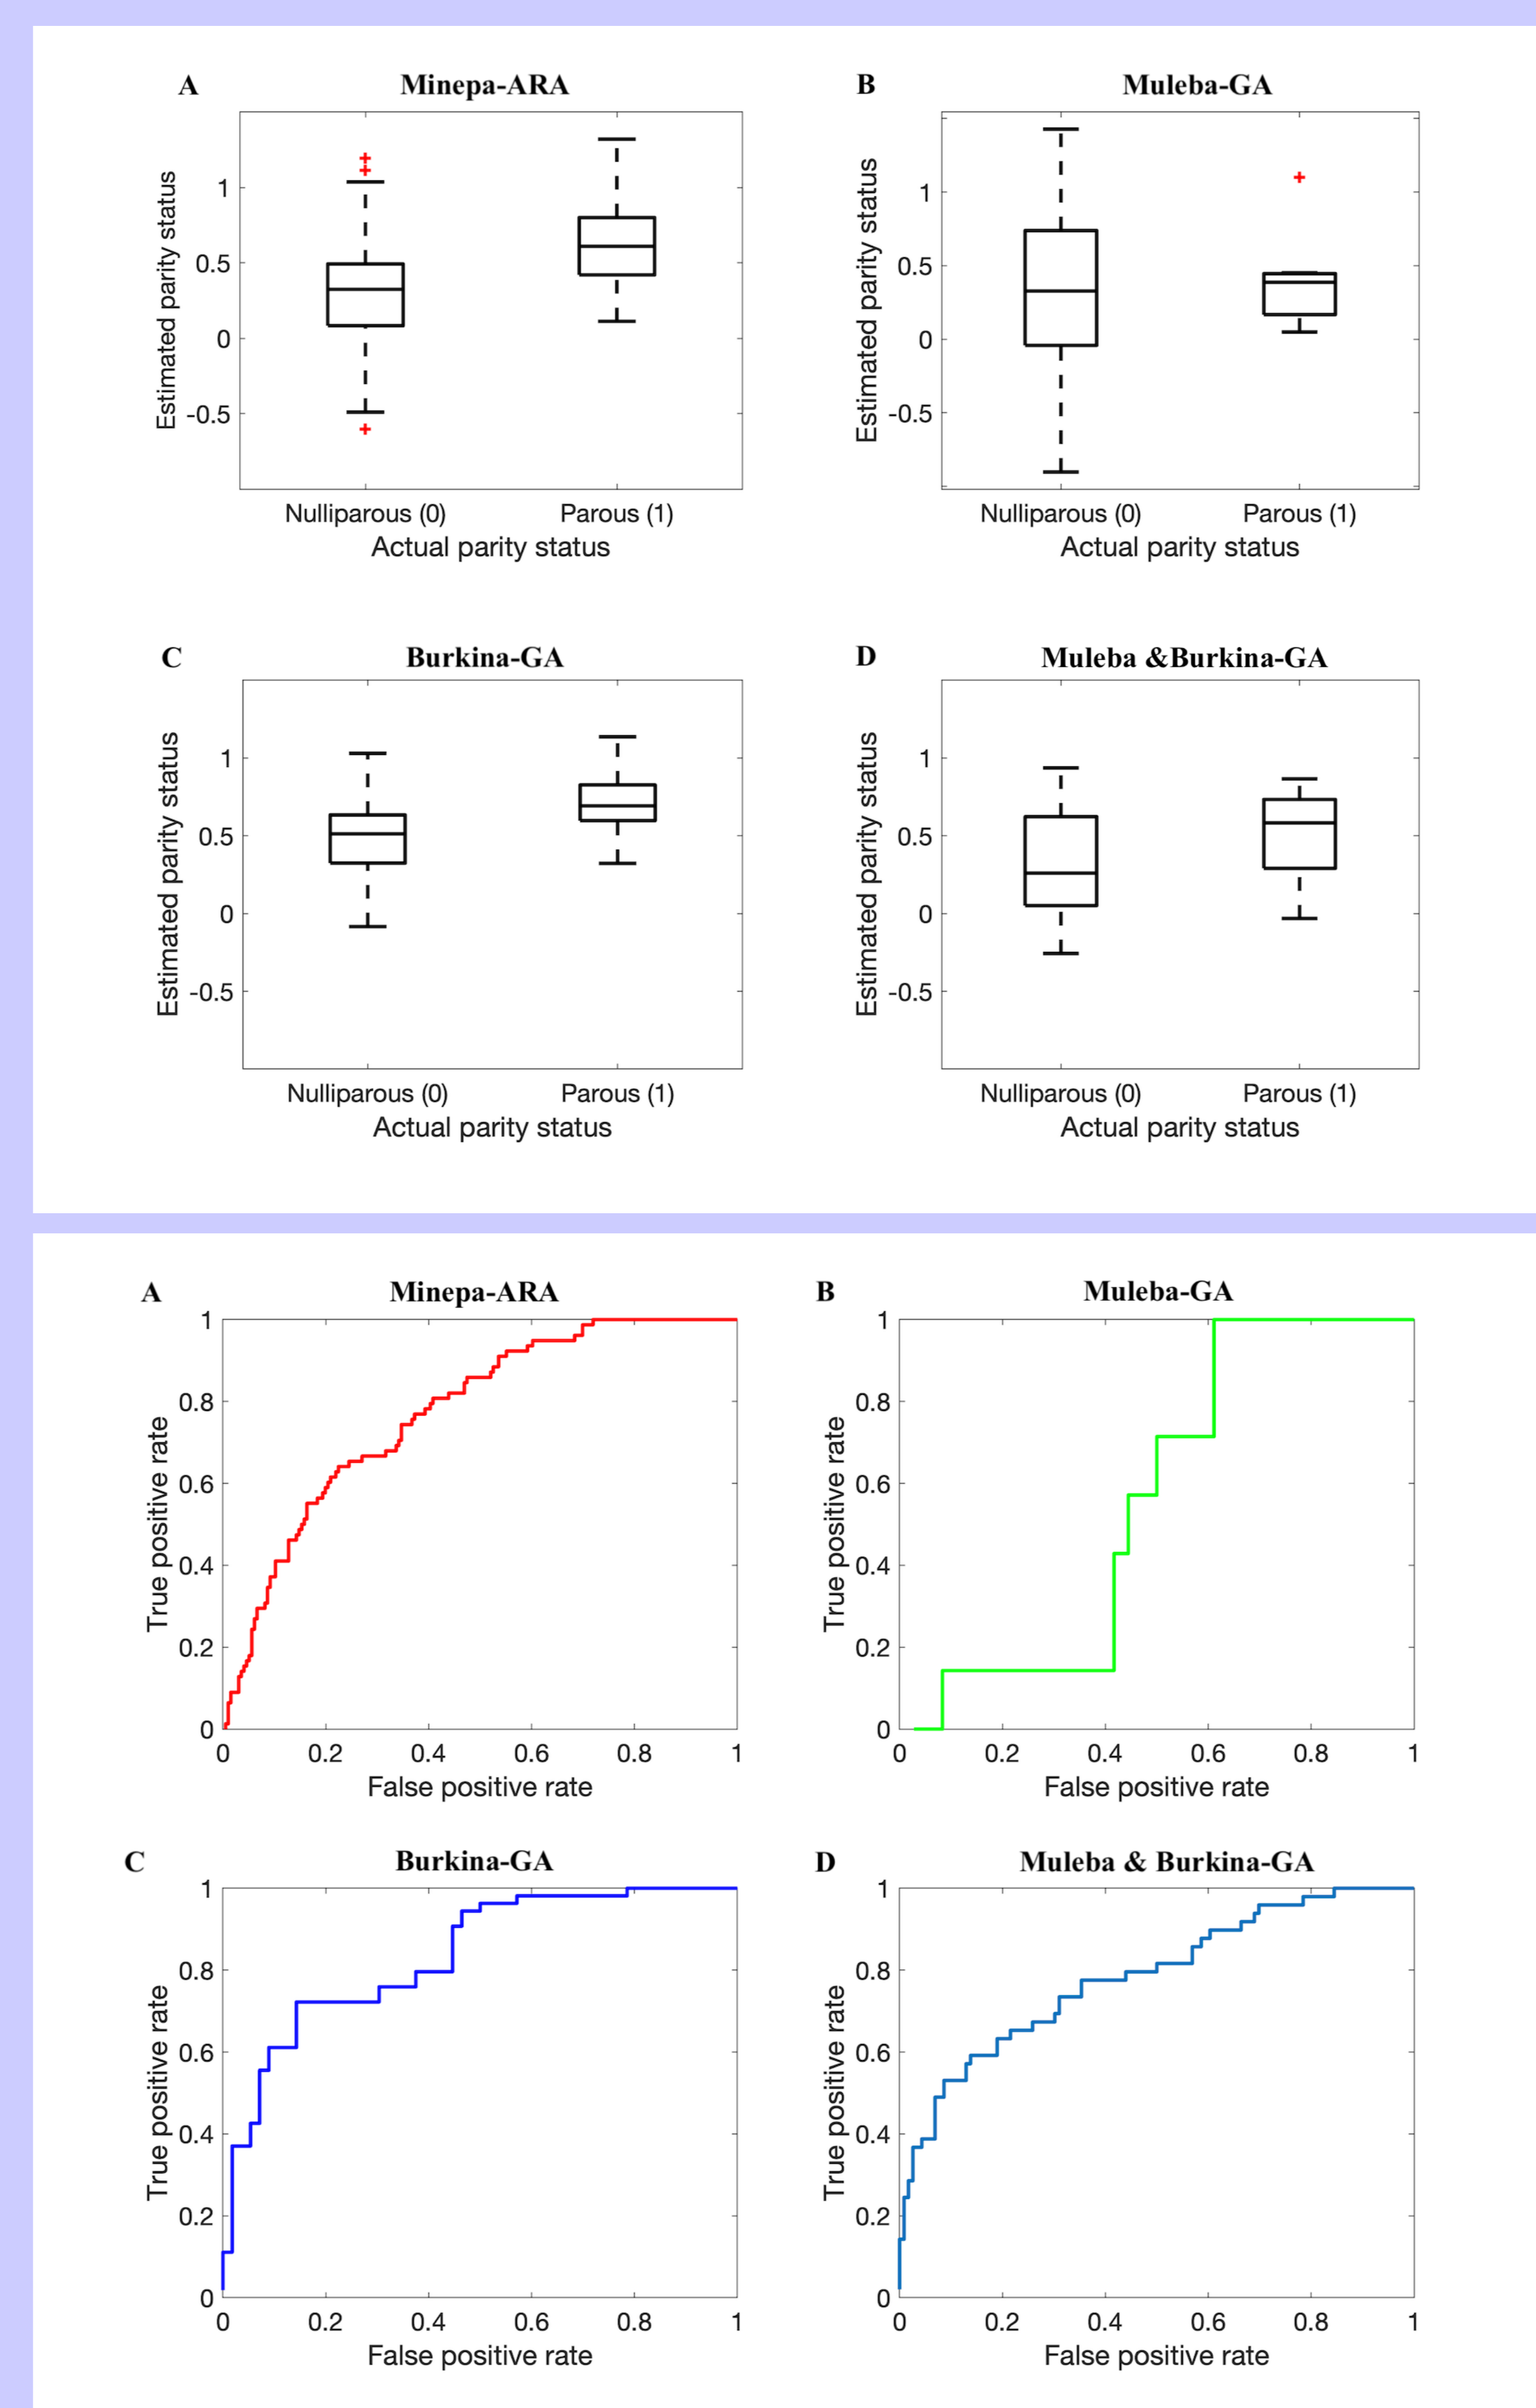 A Minepa-ARA
Estimated parity status
1
0.5
0
-0.5
Nulliparous (0) Parous (1)
Actual parity status
B Muleba-GA
Estimated parity status
1
0.5
0
-0.5
Nulliparous (0) Parous (1)
Actual parity status
C Burkina-GA
Estimated parity status
1
0.5
0
-0.5
Nulliparous (0) Parous (1)
Actual parity status
D Muleba &Burkina-GA
Estimated parity status
1
0.5
0
-0.5
Nulliparous (0) Parous (1)
Actual parity status
A Minepa-ARA
True positive rate
1
0.8
0.6
0.4
0.2
0
0 0.2 0.4 0.6 0.8 1
False positive rate
B Muleba-GA
True positive rate
1
0.8
0.6
0.4
0.2
0
0 0.2 0.4 0.6 0.8 1
False positive rate
C Burkina-GA
True positive rate
1
0.8
0.6
0.4
0.2
0
0 0.2 0.4 0.6 0.8 1
False positive rate
D Muleba & Burkina-GA
True positive rate
1
0.8
0.6
0.4
0.2
0
0 0.2 0.4 0.6 0.8 1
False positive rate